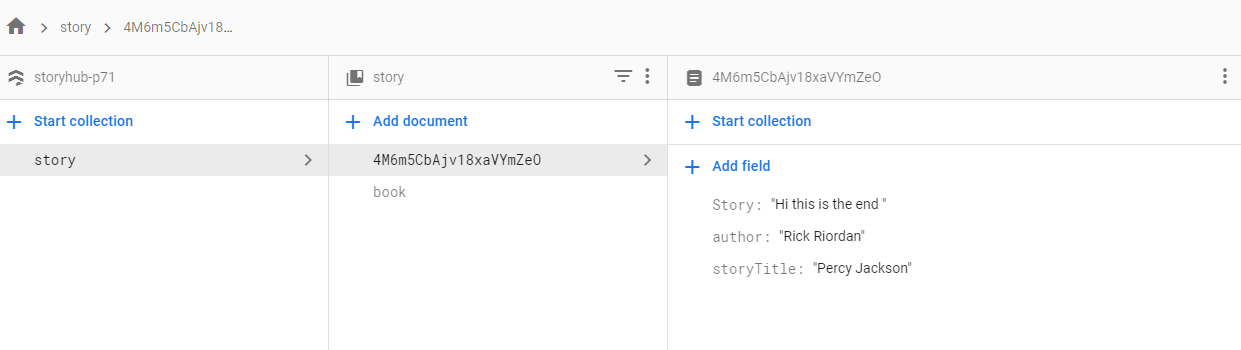 story 4M6m5CbAjv18...
storyhub-p71
Start collection
story
story
Add document
4M6m5CbAjv18xaVYmZeO
book
4M6m5CbAjv18xaVYmZeO
Start collection
Add field
Story: "Hi this is the end "
author: "Rick Riordan"
storyTitle: "Percy Jackson"